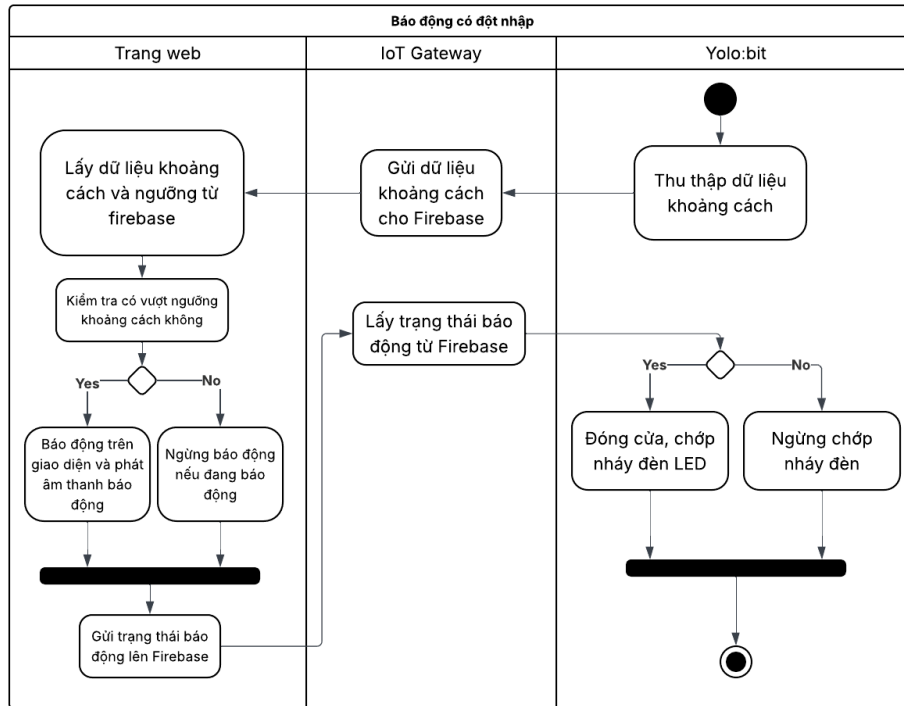 Báo động có đột nhập
Trang web
IoT Gateway
Yolo:bit
Lấy dữ liệu khoảng
cách và ngưỡng từ
firebase
Gửi dữ liệu
khoảng cách
cho Firebase
Thu thập dữ liệu
khoảng cách
Kiểm tra có vượt ngưỡng
khoảng cách không
Lấy trạng thái báo
động từ Firebase
Yes
No
Yes
No
Báo động trên
giao diện và phát
âm thanh báo
động
Ngừng báo động
nếu đang báo
động
Đóng cửa, chớp
nháy đèn LED
Ngừng chớp
nháy đèn
Gửi trạng thái báo
động lên Firebase